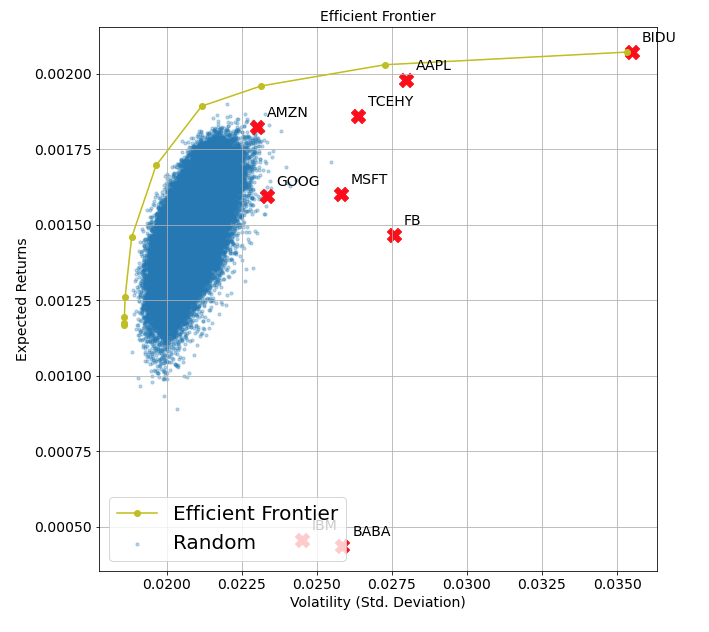 Efficient Frontier
BIDU
AAPL
TCEHY
AMZN
GOOG
MSFT
FB
IBM
BABA
0.00200
0.00175
0.00150
0.00125
0.00100
0.00075
0.00050
Expected Returns
Efficient Frontier
Random
0.0200 0.0225 0.0250 0.0275 0.0300 0.0325 0.0350
Volatility (Std. Deviation)